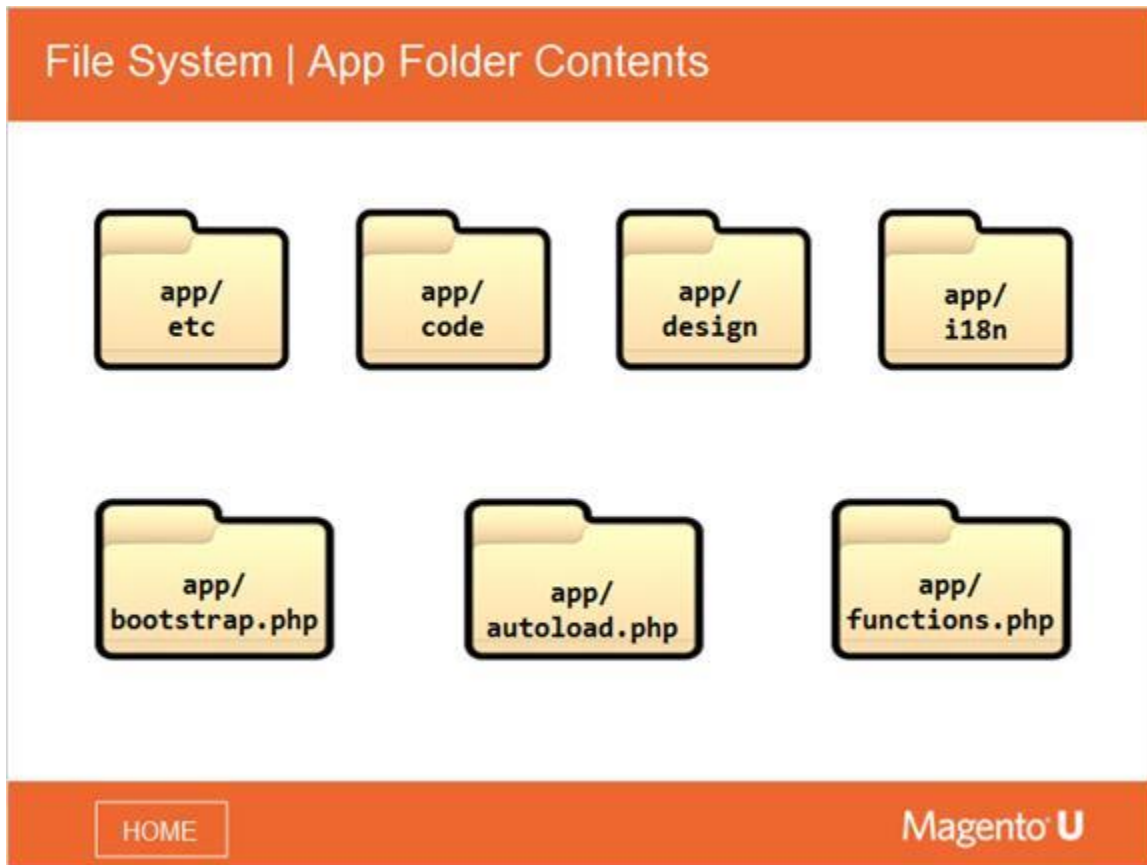 File System | App Folder Contents
app/
etc
app/
code
app/
design
app/
i18n
app/
bootstrap.php
app/
autoload.php
app/
functions.php
HOME
Magento U